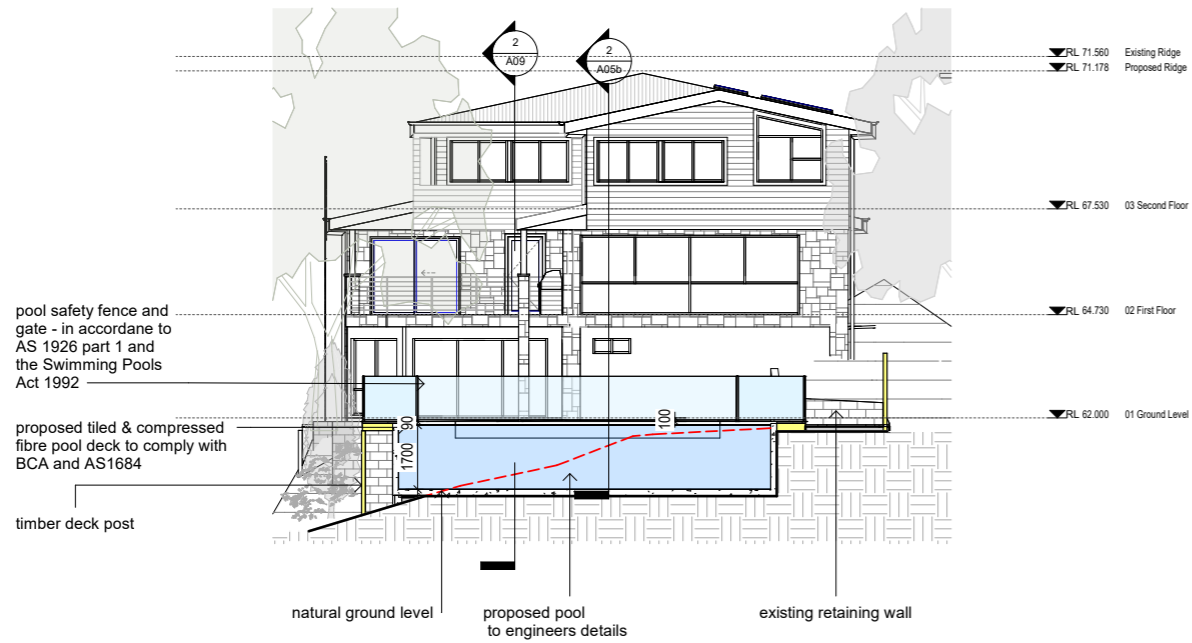 2
A09
2
A05b
RL 71.560 Existing Ridge
RL 71.178 Proposed Ridge
RL 67.530 03 Second Floor
RL 64.730 02 First Floor
RL 62.000 01 Ground Level
pool safety fence and
gate - in accordane to
AS 1926 part 1 and
the Swimming Pools
Act 1992
proposed tiled & compressed
fibre pool deck to comply with
BCA and AS1684
timber deck post
90
1700
100
natural ground level
proposed pool
to engineers details
existing retaining wall